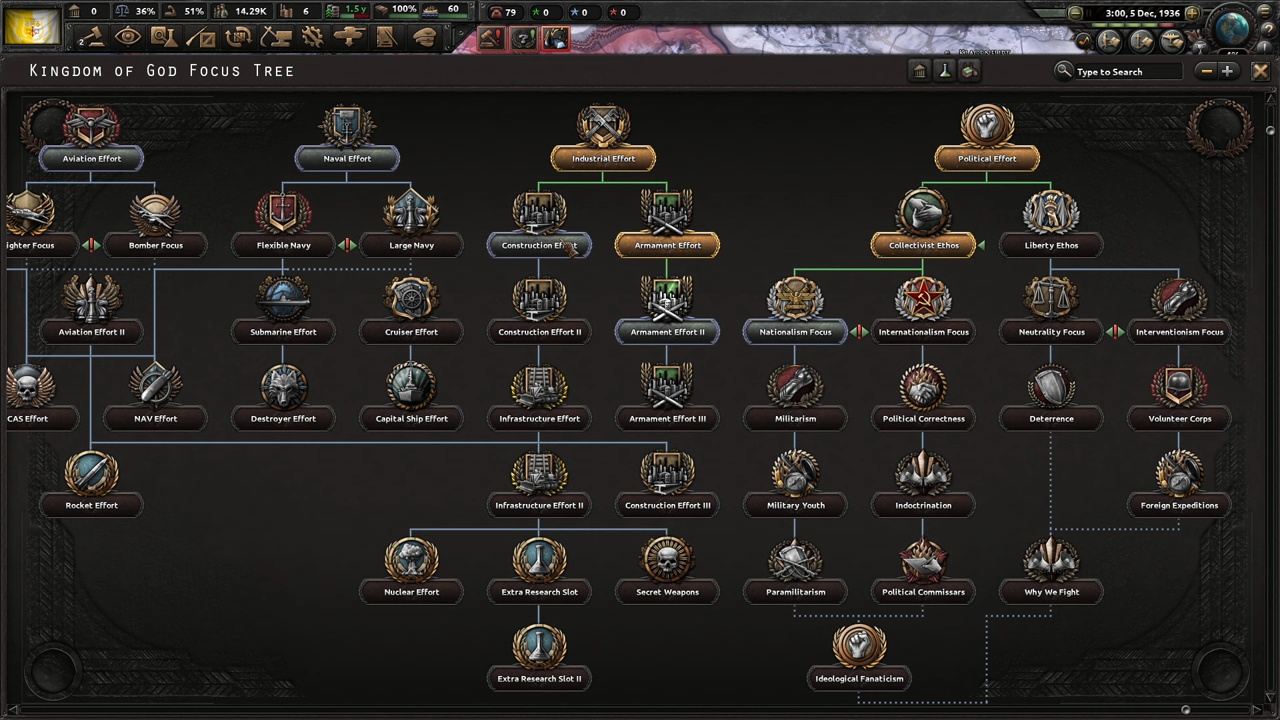 0 36% 51% 14.29K 6 1.5y 100% 60 79 0 0 0 3:00, 5 Dec, 1936
2
Kingdom of God Focus Tree
Type to Search
Aviation Effort Naval Effort Industrial Effort Political Effort
ighter Focus Bomber Focus Flexible Navy Large Navy Construction Effort Armament Effort Collectivist Ethos Liberty Ethos
Aviation Effort II Submarine Effort Cruiser Effort Construction Effort II Armament Effort II Nationalism Focus Internationalism Focus Neutrality Focus Interventionism Focus
CAS Effort NAV Effort Destroyer Effort Capital Ship Effort Infrastructure Effort Armament Effort III Militarism Political Correctness Deterrence Volunteer Corps
Rocket Effort Infrastructure Effort II Construction Effort III Military Youth Indoctrination Foreign Expeditions
Nuclear Effort Extra Research Slot Secret Weapons Paramilitarism Political Commissars Why We Fight
Extra Research Slot II Ideological Fanaticism